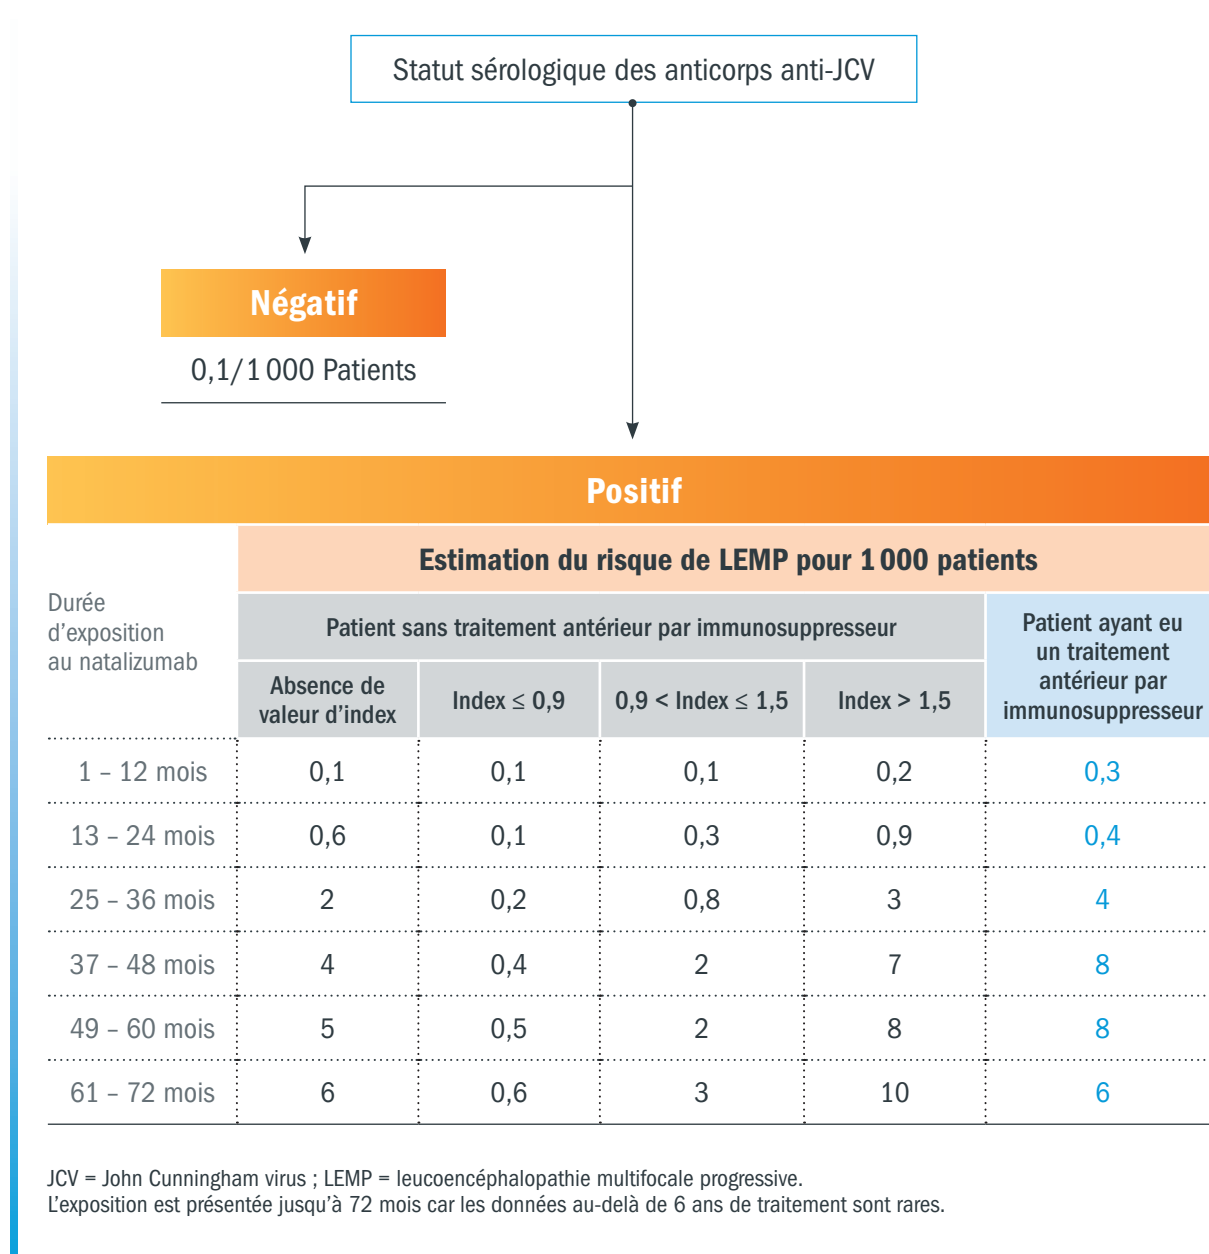 Statut sérologique des anticorps anti-JCV
Négatif
0,1/1 000 Patients
Positif
Durée
d’exposition
au natalizumab
Estimation du risque de LEMP pour 1 000 patients
Patient sans traitement antérieur par immunosuppresseur
Patient ayant eu
un traitement
antérieur par
immunosuppresseur
Absence de
valeur d’index
Index ≤ 0,9
0,9 < Index ≤ 1,5
Index > 1,5
1 – 12 mois 0,1 0,1 0,1 0,2 0,3
13 – 24 mois 0,6 0,1 0,3 0,9 0,4
25 – 36 mois 2 0,2 0,8 3 4
37 – 48 mois 4 0,4 2 7 8
49 – 60 mois 5 0,5 2 8 8
61 – 72 mois 6 0,6 3 10 6
JCV = John Cunningham virus ; LEMP = leucoencéphalopathie multifocale progressive.
L’exposition est présentée jusqu’à 72 mois car les données au-delà de 6 ans de traitement sont rares.